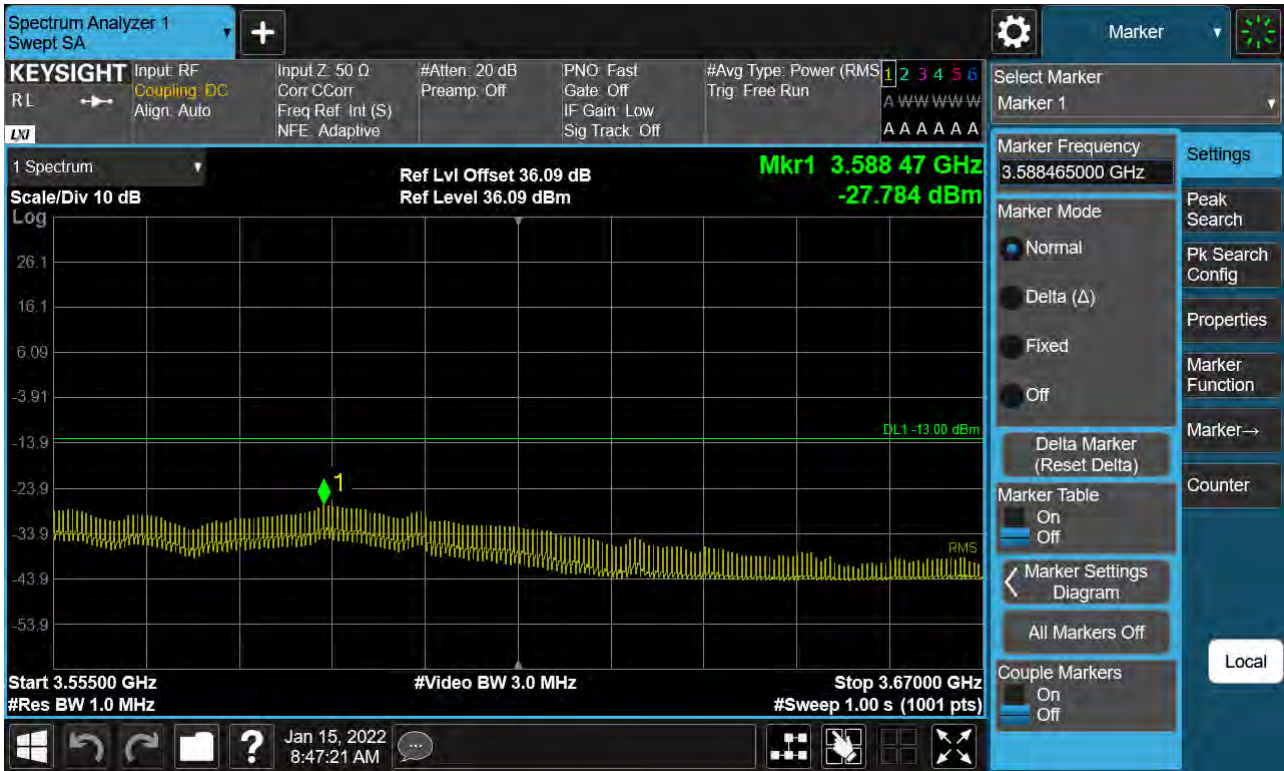 Spectrum Analyzer 1
Swept SA
+
Marker
KEYSIGHT
RL
LXI
Input: RF
Coupling: DC
Align: Auto
Input Z: 50 Ω
Corr CCorr
Freq Ref: Int (S)
NFE: Adaptive
#Atten: 20 dB
Preamp: Off
PNO: Fast
Gate: Off
IF Gain: Low
Sig Track: Off
#Avg Type: Power (RMS
Trig: Free Run
1 2 3 4 5 6
A W W W W W
A A A A A A
Select Marker
Marker 1
1 Spectrum
Scale/Div 10 dB
Log
Ref Lvl Offset 36.09 dB
Ref Level 36.09 dBm
Mkr1 3.588 47 GHz
-27.784 dBm
26.1
16.1
6.09
-3.91
-13.9
-23.9
-33.9
-43.9
-53.9
DL1 -13.00 dBm
1
RMS
Start 3.55500 GHz
#Res BW 1.0 MHz
#Video BW 3.0 MHz
Stop 3.67000 GHz
#Sweep 1.00 s (1001 pts)
Marker Frequency
3.588465000 GHz
Marker Mode
Normal
Delta (Δ)
Fixed
Off
Delta Marker
(Reset Delta)
Marker Table
On
Off
Marker Settings
Diagram
All Markers Off
Couple Markers
On
Off
Settings
Peak
Search
Pk Search
Config
Properties
Marker
Function
Marker→
Counter
Local
?
Jan 15, 2022
8:47:21 AM